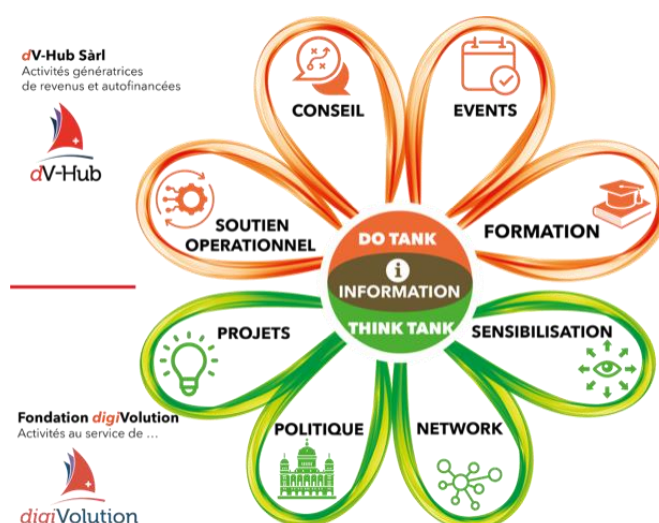 dV-Hub Sàrl
Activités génératrices
de revenus et autofinancées
dV-Hub
CONSEIL
EVENTS
SOUTIEN
OPERATIONNEL
FORMATION
DO TANK
i
INFORMATION
THINK TANK
PROJETS
SENSIBILISATION
POLITIQUE
NETWORK
Fondation digiVolution
Activités au service de ...
digiVolution